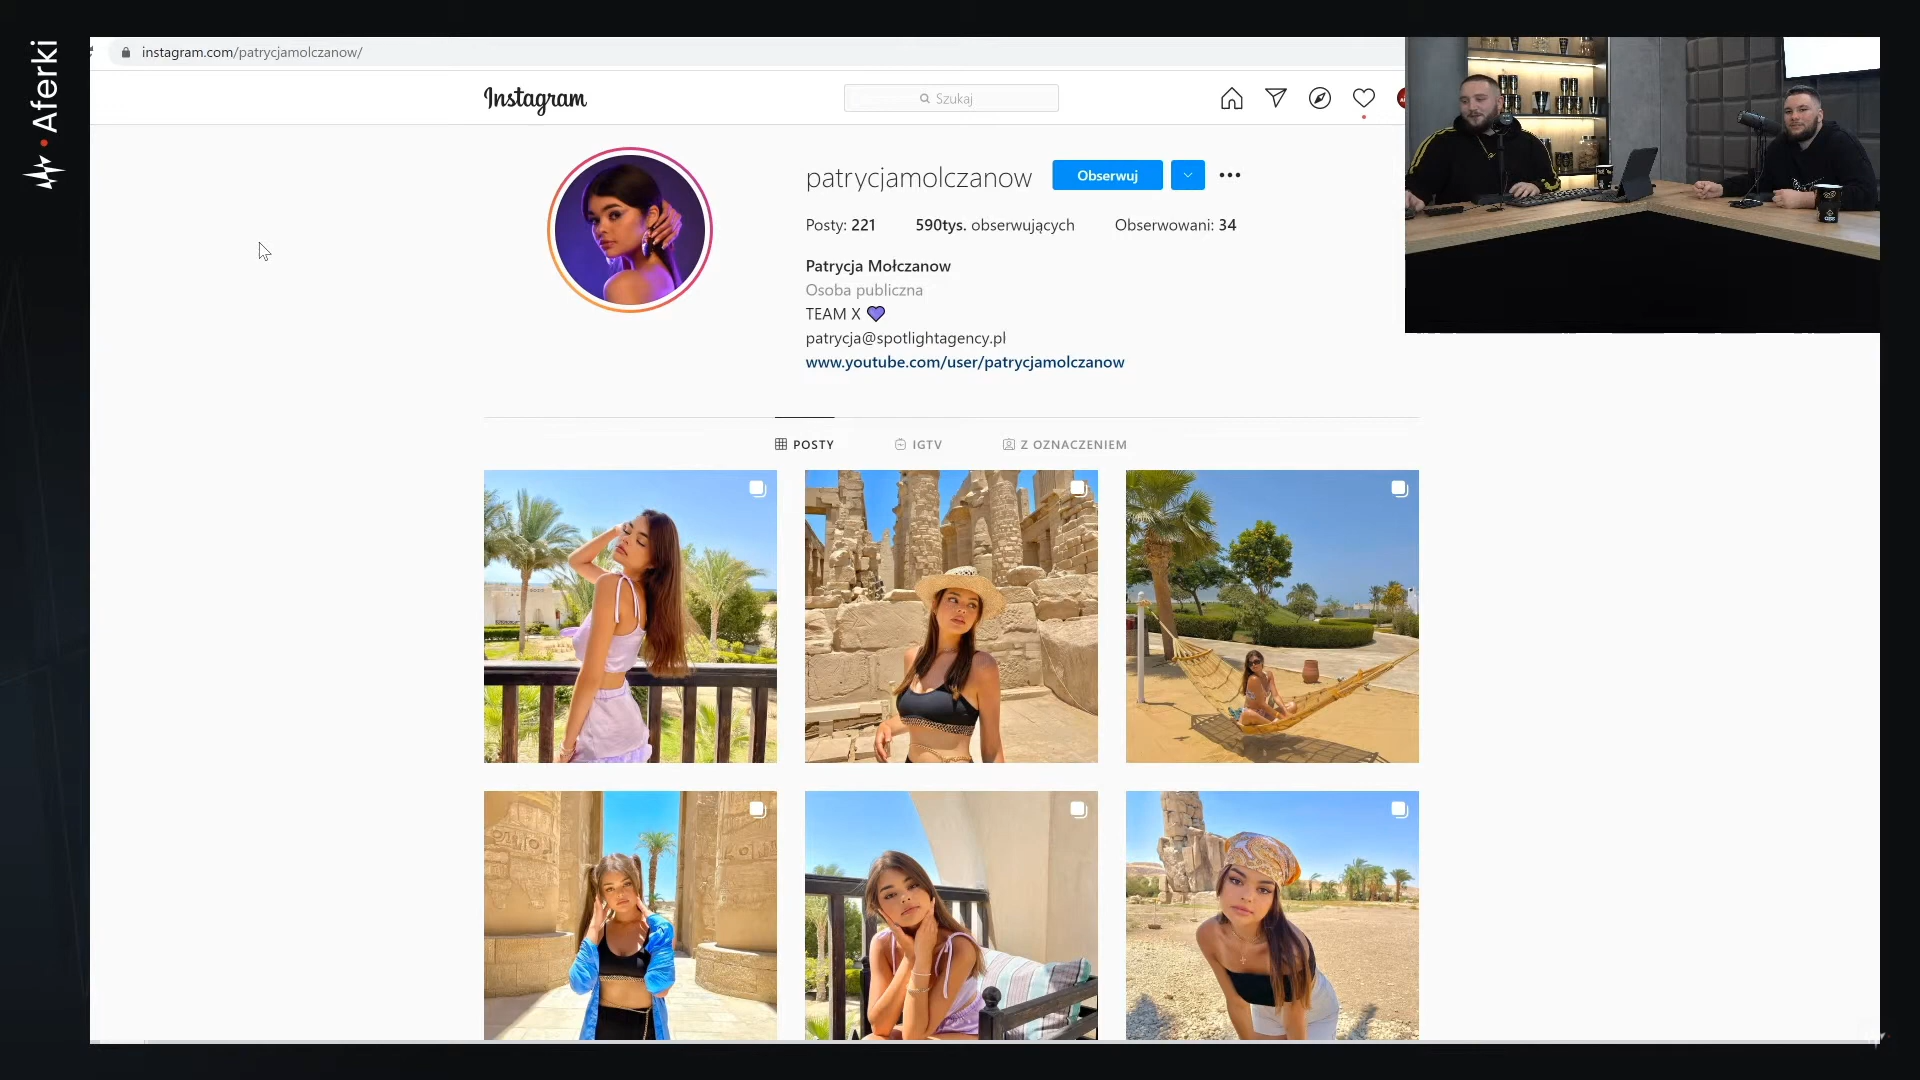 Aferki
instagram.com/patrycjamolczanow/
Instagram
Szukaj
patrycjamolczanow
Obserwuj
Posty: 221 590tys. obserwujących Obserwowani: 34
Patrycja Mołczanow
Osoba publiczna
TEAM X 💜
patrycja@spotlightagency.pl
www.youtube.com/user/patrycjamolczanow
POSTY IGTV Z OZNACZENIEM